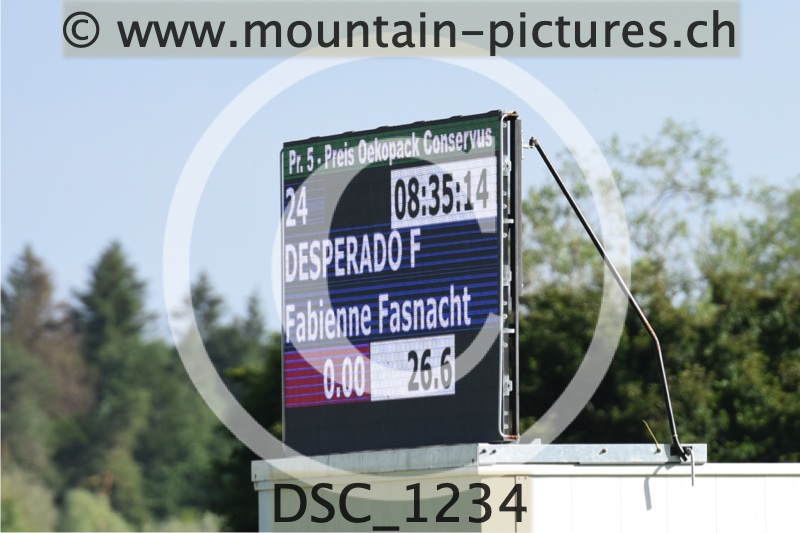 © www.mountain-pictures.ch
Pr. 5 - Preis Oekopack Conservus
24 08:35:14
DESPERADO F
Fabienne Fasnacht
0.00 26.6
©
DSC_1234